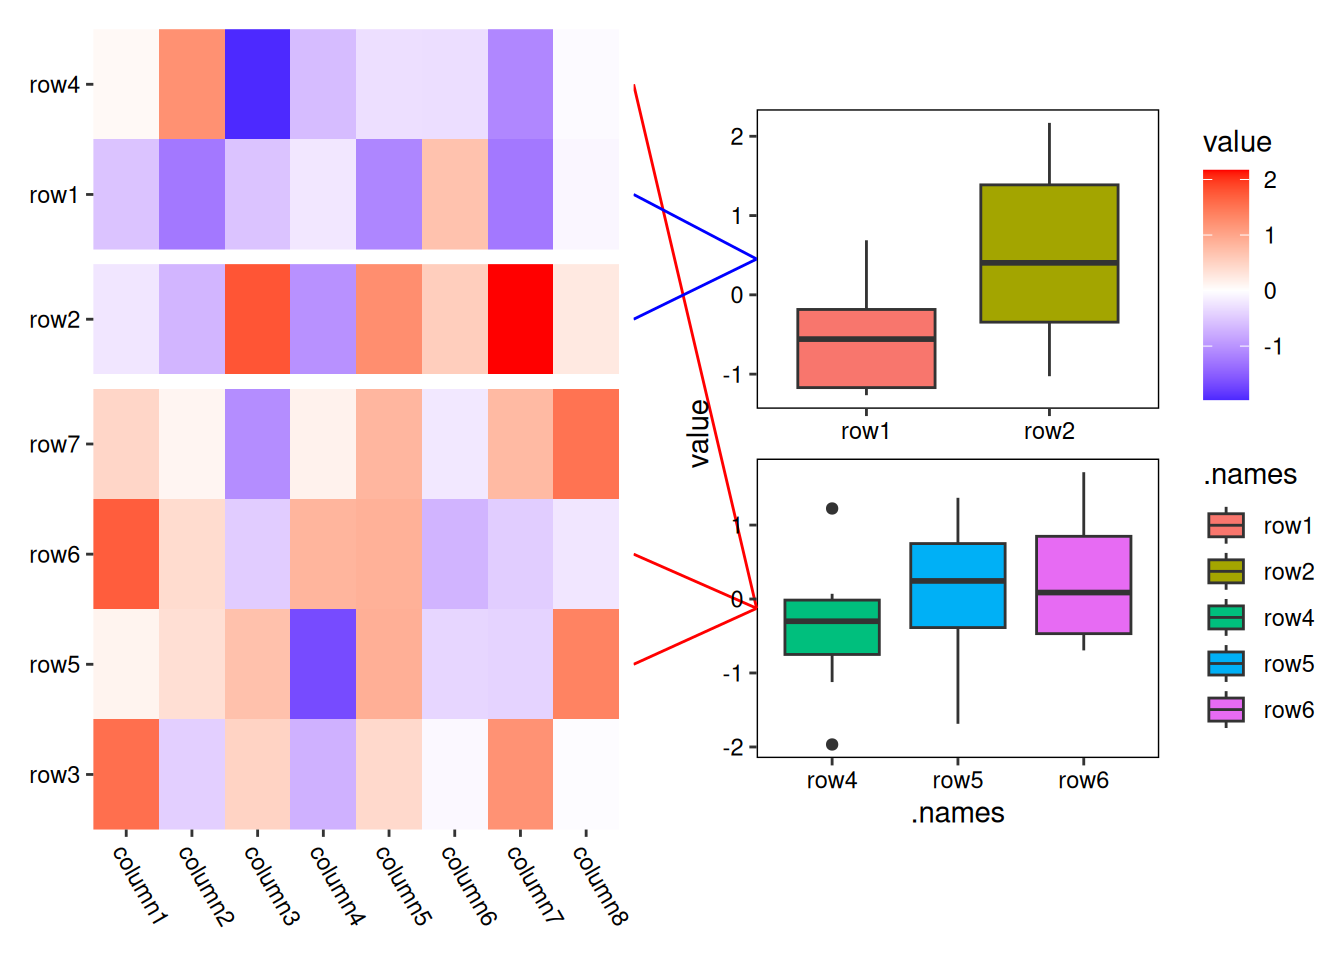 row4
row1
row2
row7
row6
row5
row3
column1
column2
column3
column4
column5
column6
column7
column8
value
2
1
0
-1
row1
row2
1
0
-1
-2
row4
row5
row6
.names
value
2
1
0
-1
.names
row1
row2
row4
row5
row6